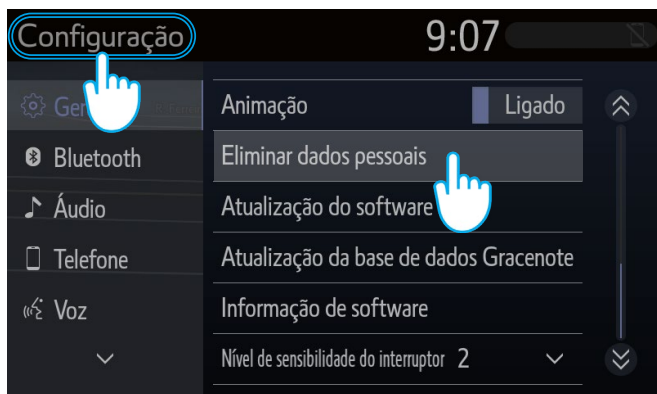 Configuração
9:07
Ger
Animação
Ligado
Bluetooth
Eliminar dados pessoais
Áudio
Atualização do software
Telefone
Atualização da base de dados Gracenote
Voz
Informação de software
Nível de sensibilidade do interruptor 2